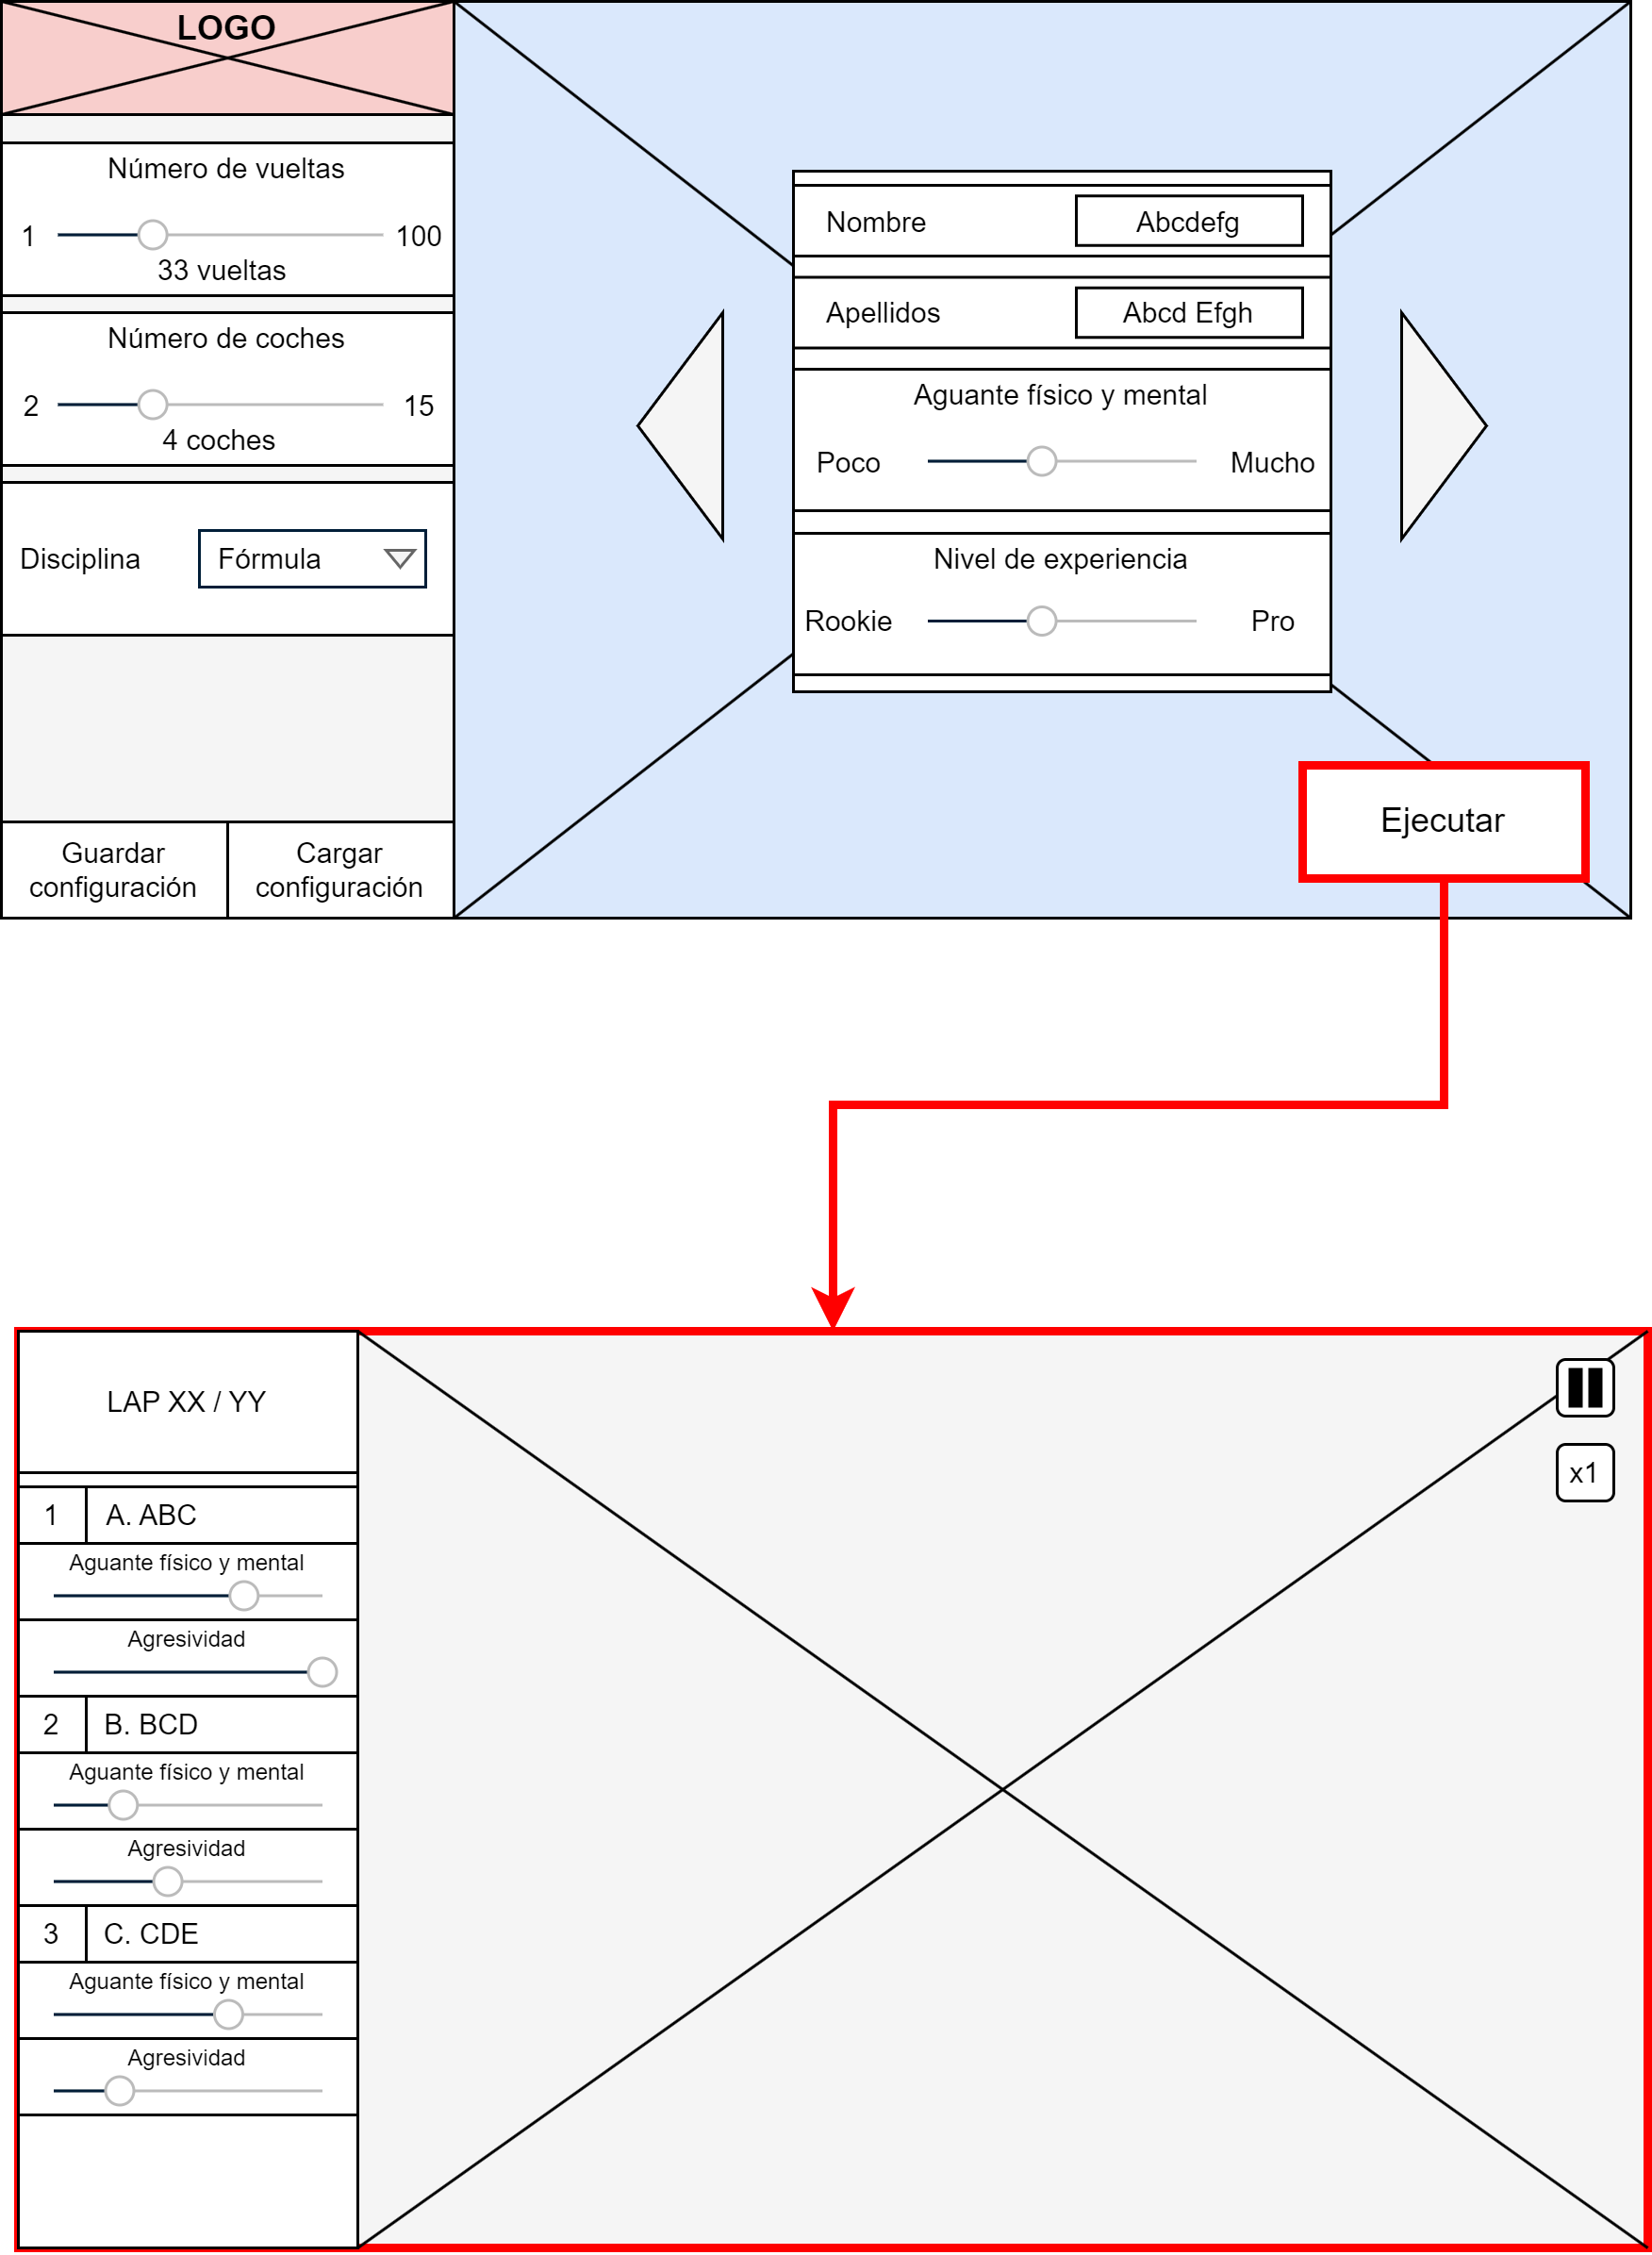 LOGO
Número de vueltas
1
100
33 vueltas
Número de coches
2
15
4 coches
Disciplina
Fórmula
Guardar
configuración
Cargar
configuración
Nombre
Abcdefg
Apellidos
Abcd Efgh
Aguante físico y mental
Poco
Mucho
Nivel de experiencia
Rookie
Pro
Ejecutar
LAP XX / YY
1
A. ABC
Aguante físico y mental
Agresividad
2
B. BCD
Aguante físico y mental
Agresividad
3
C. CDE
Aguante físico y mental
Agresividad
x1